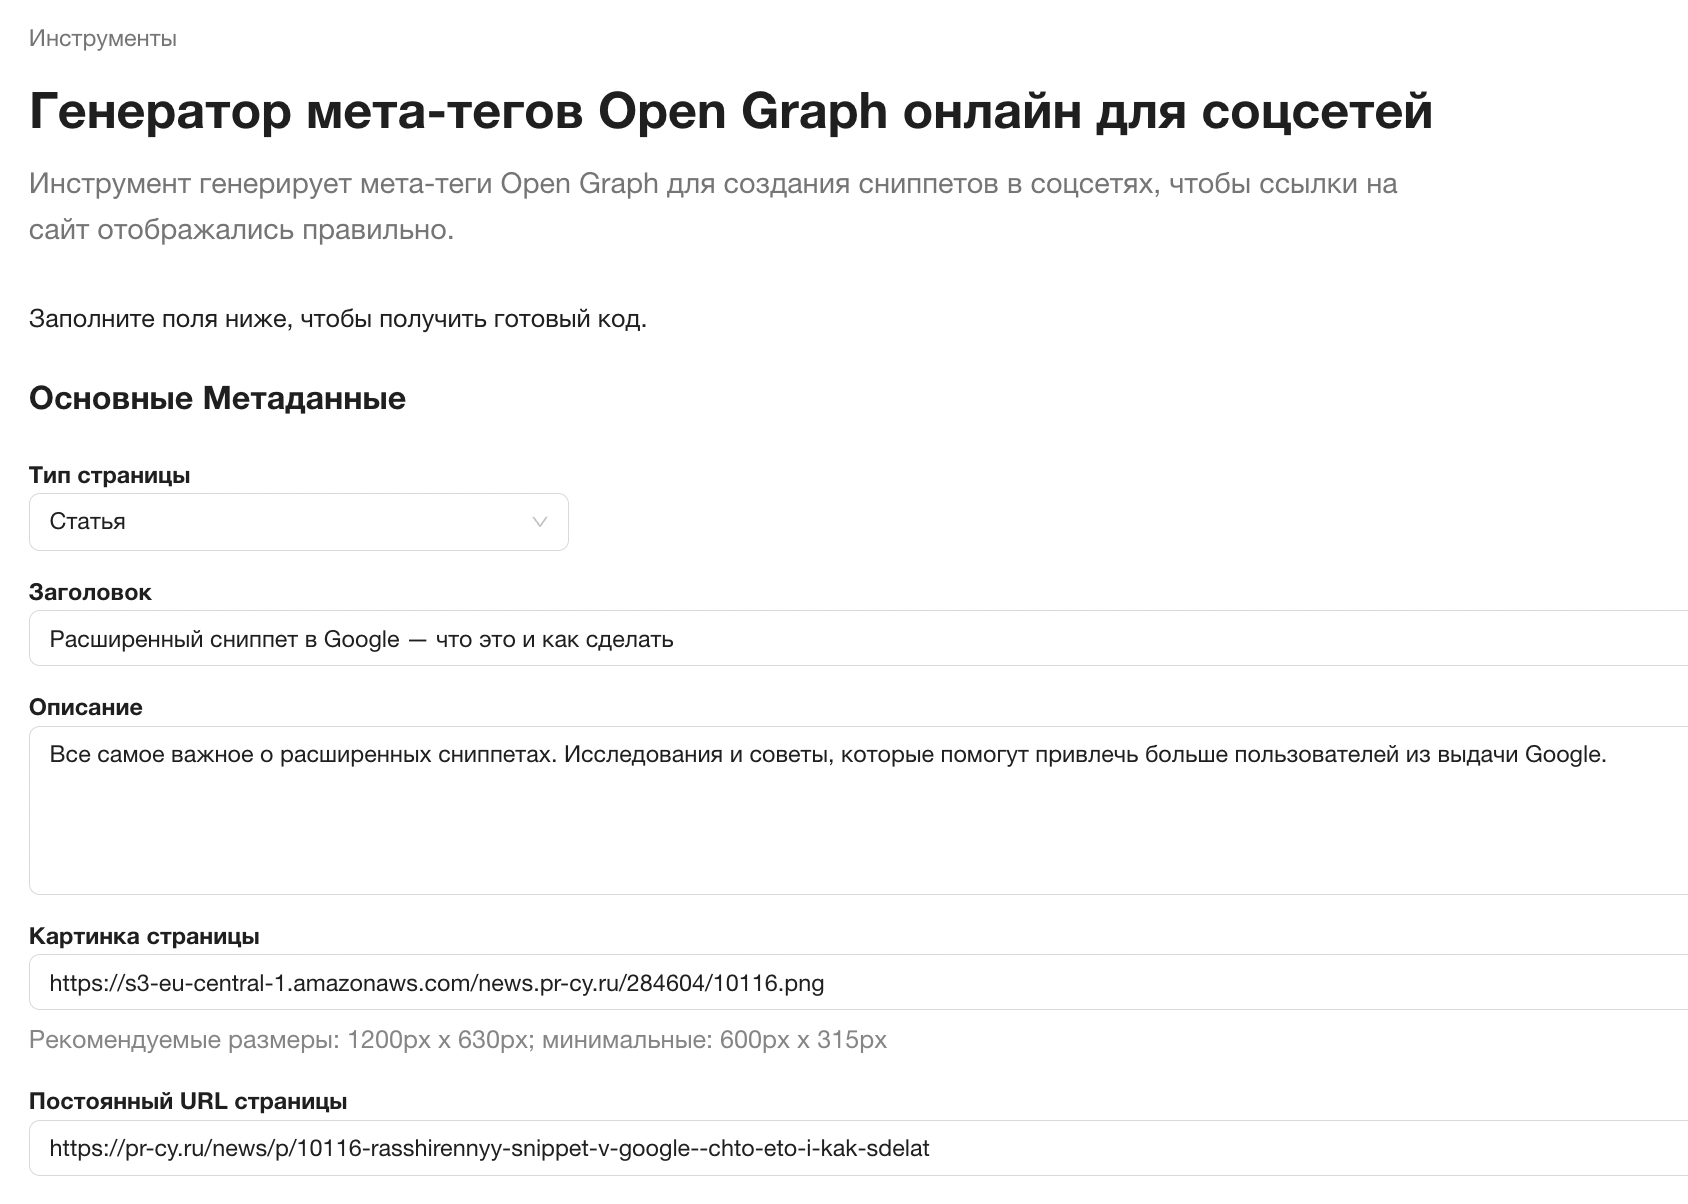 Инструменты
Генератор мета-тегов Open Graph онлайн для соцсетей
Инструмент генерирует мета-теги Open Graph для создания сниппетов в соцсетях, чтобы ссылки на
сайт отображались правильно.
Заполните поля ниже, чтобы получить готовый код.
Основные Метаданные
Тип страницы
Статья
Заголовок
Расширенный сниппет в Google — что это и как сделать
Описание
Все самое важное о расширенных сниппетах. Исследования и советы, которые помогут привлечь больше пользователей из выдачи Google.
Картинка страницы
https://s3-eu-central-1.amazonaws.com/news.pr-cy.ru/284604/10116.png
Рекомендуемые размеры: 1200px x 630px; минимальные: 600px x 315px
Постоянный URL страницы
https://pr-cy.ru/news/p/10116-rasshirennyy-snippet-v-google--chto-eto-i-kak-sdelat